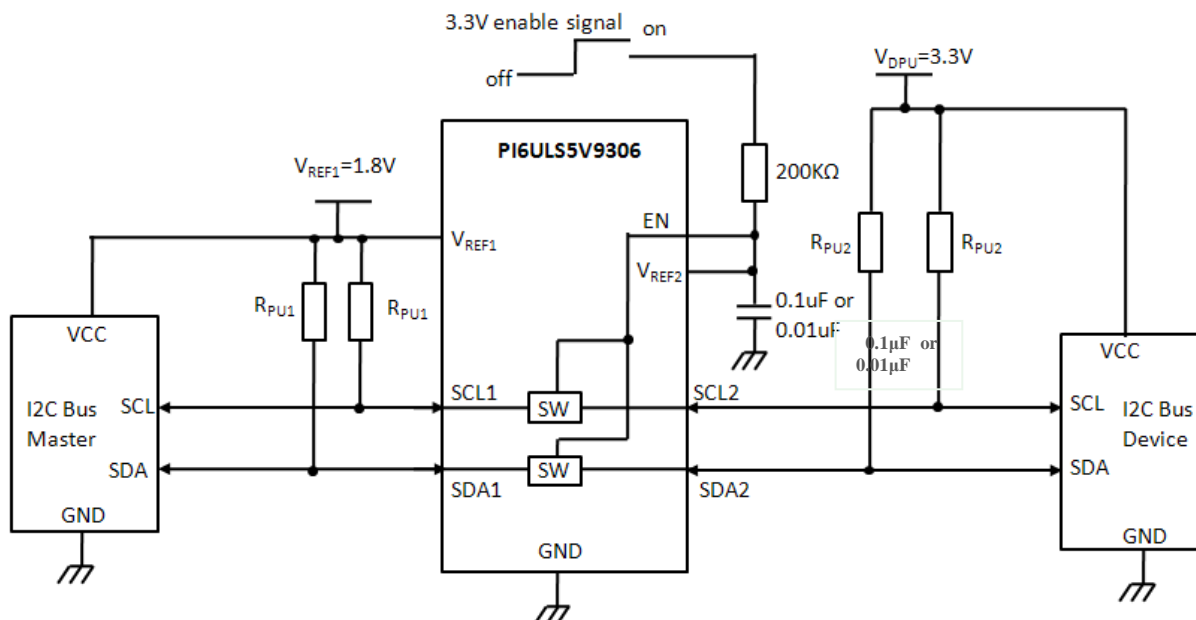 3.3V enable signal
on
off
VDPU=3.3V
PI6ULS5V9306
VREF1=1.8V
200KΩ
EN
VREF1
VREF2
RPU2
RPU2
RPU1
RPU1
0.1uF or
0.01uF
0.1µF or
0.01µF
VCC
VCC
SCL
SCL1
SW
SCL2
SCL
I2C Bus
Master
I2C Bus
Device
SDA
SDA1
SW
SDA2
SDA
GND
GND
GND